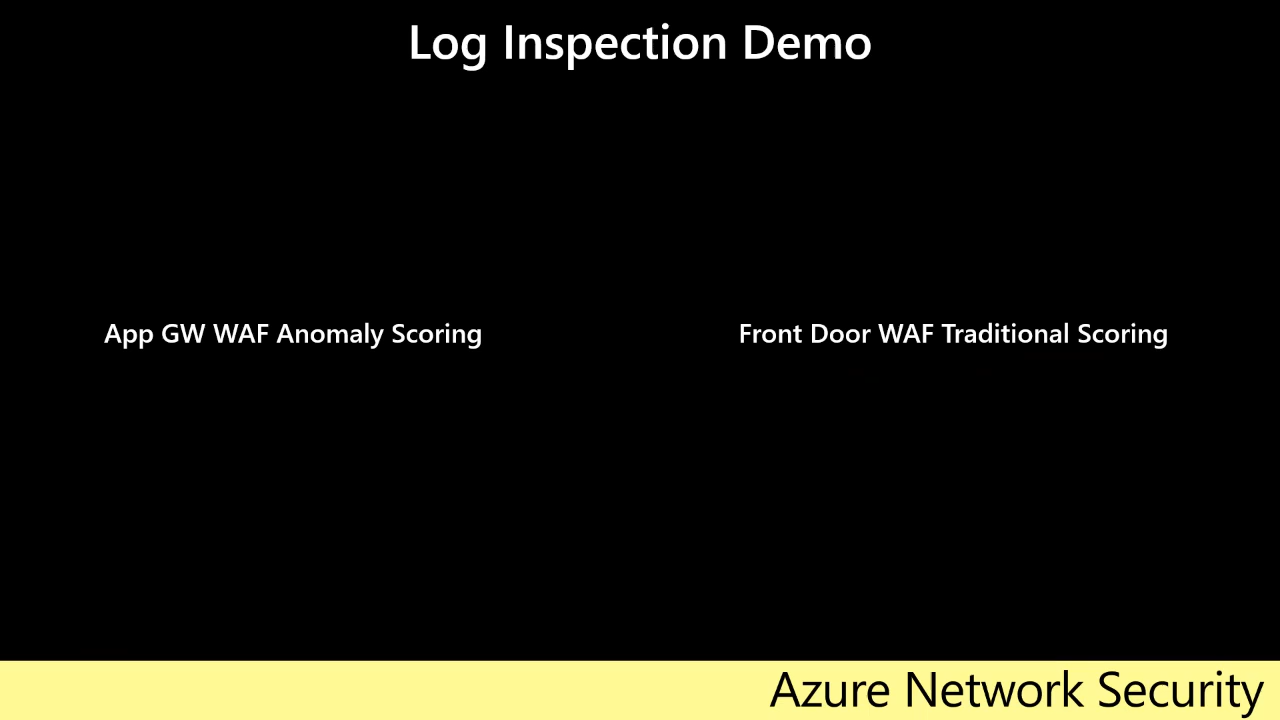 Log Inspection Demo
App GW WAF Anomaly Scoring
Front Door WAF Traditional Scoring
Azure Network Security